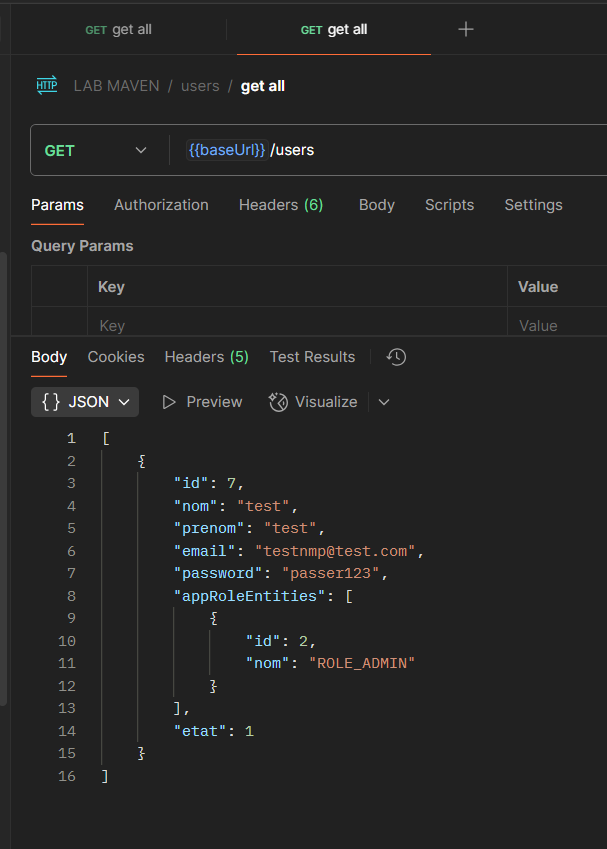 GET get all GET get all
HTTP LAB MAVEN / users / get all
GET {{baseUrl}} /users
Params Authorization Headers (6) Body Scripts Settings
Query Params
Key Value
Key Value
Body Cookies Headers (5) Test Results
{ } JSON Preview Visualize
1 [
2 {
3 "id": 7,
4 "nom": "test",
5 "prenom": "test",
6 "email": "testnmp@test.com",
7 "password": "passer123",
8 "appRoleEntities": [
9 {
10 "id": 2,
11 "nom": "ROLE_ADMIN"
12 }
13 ],
14 "etat": 1
15 }
16 ]